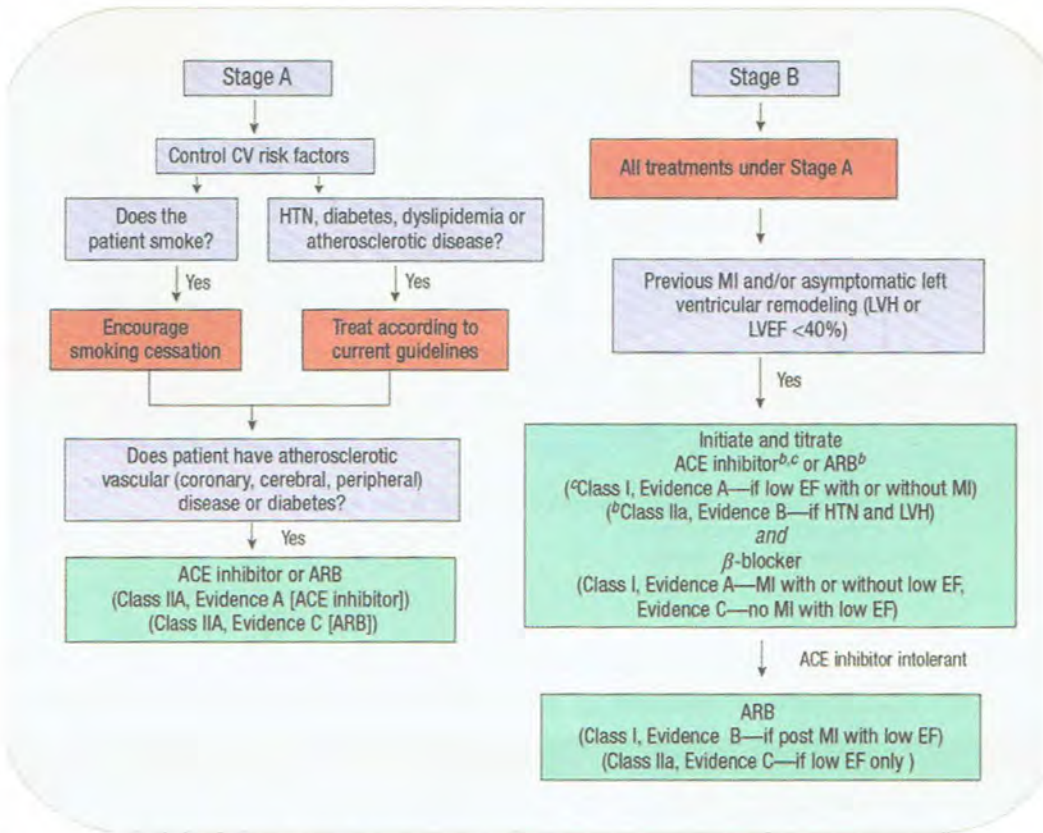 Stage A
Control CV risk factors
Does the
patient smoke?
HTN, diabetes, dyslipidemia or
atherosclerotic disease?
Yes
Yes
Encourage
smoking cessation
Treat according to
current guidelines
Does patient have atherosclerotic
vascular (coronary, cerebral, peripheral)
disease or diabetes?
Yes
ACE inhibitor or ARB
(Class IIA, Evidence A [ACE inhibitor])
(Class IIA, Evidence C [ARB])
Stage B
All treatments under Stage A
Previous MI and/or asymptomatic left
ventricular remodeling (LVH or
LVEF <40%)
Yes
Initiate and titrate
ACE inhibitor b,c or ARB b
(cClass I, Evidence A—if low EF with or without MI)
(bClass IIa, Evidence B—if HTN and LVH)
and
β-blocker
(Class I, Evidence A—MI with or without low EF,
Evidence C—no MI with low EF)
ACE inhibitor intolerant
ARB
(Class I, Evidence B—if post MI with low EF)
(Class IIa, Evidence C—if low EF only )